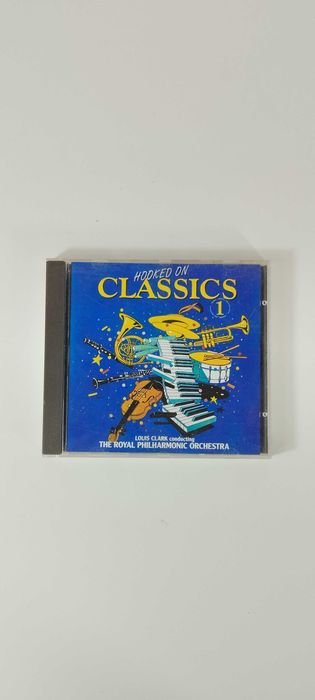 HOOKED ON
CLASSICS
1
LOUIS CLARK conducting
THE ROYAL PHILHARMONIC ORCHESTRA